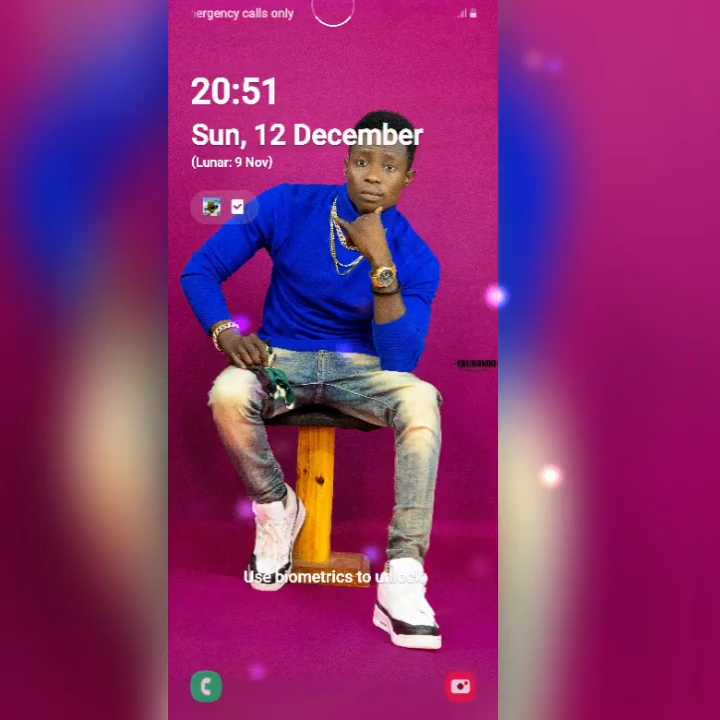 ergency calls only
20:51
Sun, 12 December
(Lunar: 9 Nov)
Use biometrics to unlock